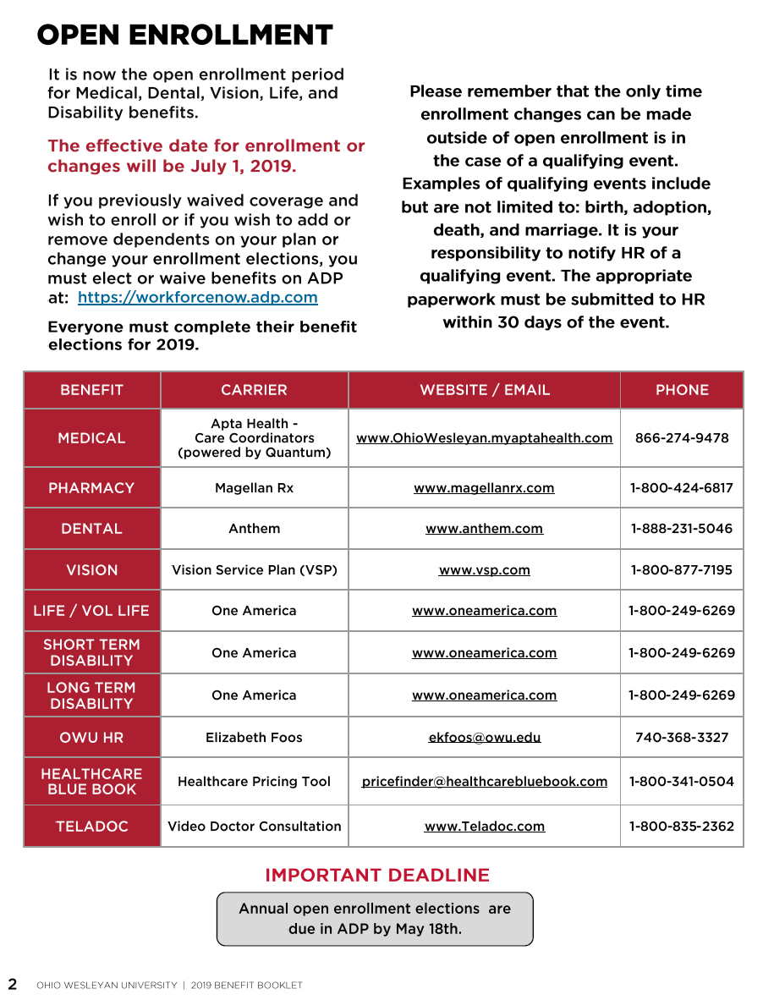 OPEN ENROLLMENT
It is now the open enrollment period
for Medical, Dental, Vision, Life, and
Disability benefits.
The effective date for enrollment or
changes will be July 1, 2019.
If you previously waived coverage and
wish to enroll or if you wish to add or
remove dependents on your plan or
change your enrollment elections, you
must elect or waive benefits on ADP
at: https://workforcenow.adp.com
Everyone must complete their benefit
elections for 2019.
Please remember that the only time
enrollment changes can be made
outside of open enrollment is in
the case of a qualifying event.
Examples of qualifying events include
but are not limited to: birth, adoption,
death, and marriage. It is your
responsibility to notify HR of a
qualifying event. The appropriate
paperwork must be submitted to HR
within 30 days of the event.
BENEFIT CARRIER WEBSITE / EMAIL PHONE
MEDICAL
Apta Health -
Care Coordinators
(powered by Quantum)
www.OhioWesleyan.myaptahealth.com 866-274-9478
PHARMACY Magellan Rx www.magellanrx.com 1-800-424-6817
DENTAL Anthem www.anthem.com 1-888-231-5046
VISION Vision Service Plan (VSP) www.vsp.com 1-800-877-7195
LIFE / VOL LIFE One America www.oneamerica.com 1-800-249-6269
SHORT TERM
DISABILITY
One America www.oneamerica.com 1-800-249-6269
LONG TERM
DISABILITY
One America www.oneamerica.com 1-800-249-6269
OWU HR Elizabeth Foos ekfoos@owu.edu 740-368-3327
HEALTHCARE
BLUE BOOK
Healthcare Pricing Tool pricefinder@healthcarebluebook.com 1-800-341-0504
TELADOC Video Doctor Consultation www.Teladoc.com 1-800-835-2362
IMPORTANT DEADLINE
Annual open enrollment elections are
due in ADP by May 18th.
2 OHIO WESLEYAN UNIVERSITY | 2019 BENEFIT BOOKLET